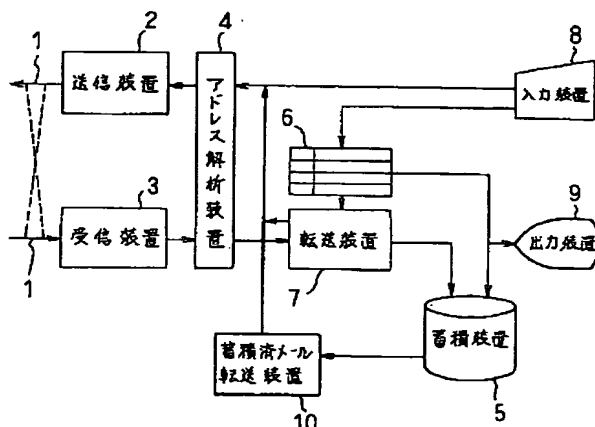 1
2
送信装置
4
アドレス解析装置
8
入力装置
6
3
受信装置
1
転送装置
7
9
出力装置
蓄積装置
5
蓄積済メール
転送装置
10